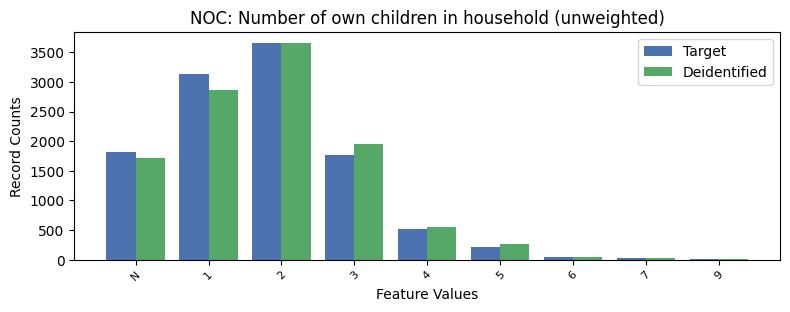 NOC: Number of own children in household (unweighted)
Target
Deidentified
Record Counts
3500
3000
2500
2000
1500
1000
500
0
N 1 2 3 4 5 6 7 9
Feature Values